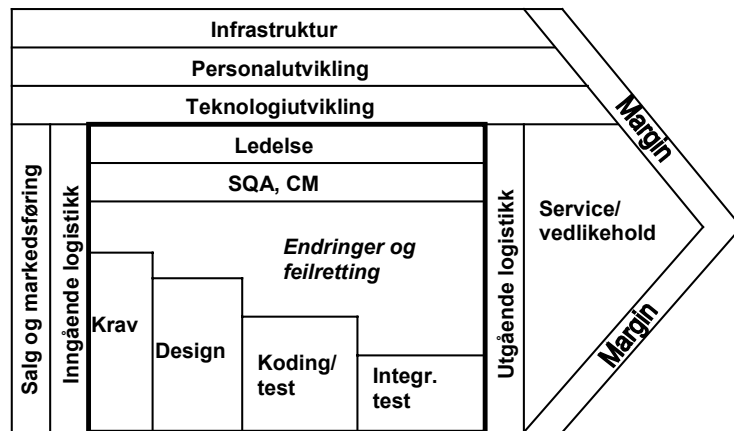 Infrastruktur
Personalutvikling
Teknologiutvikling
Margin
Salg og markedsføring
Inngående logistikk
Ledelse
SQA, CM
Endringer og
feilretting
Krav
Design
Koding/
test
Integr.
test
Utgående logistikk
Service/
vedlikehold
Margin